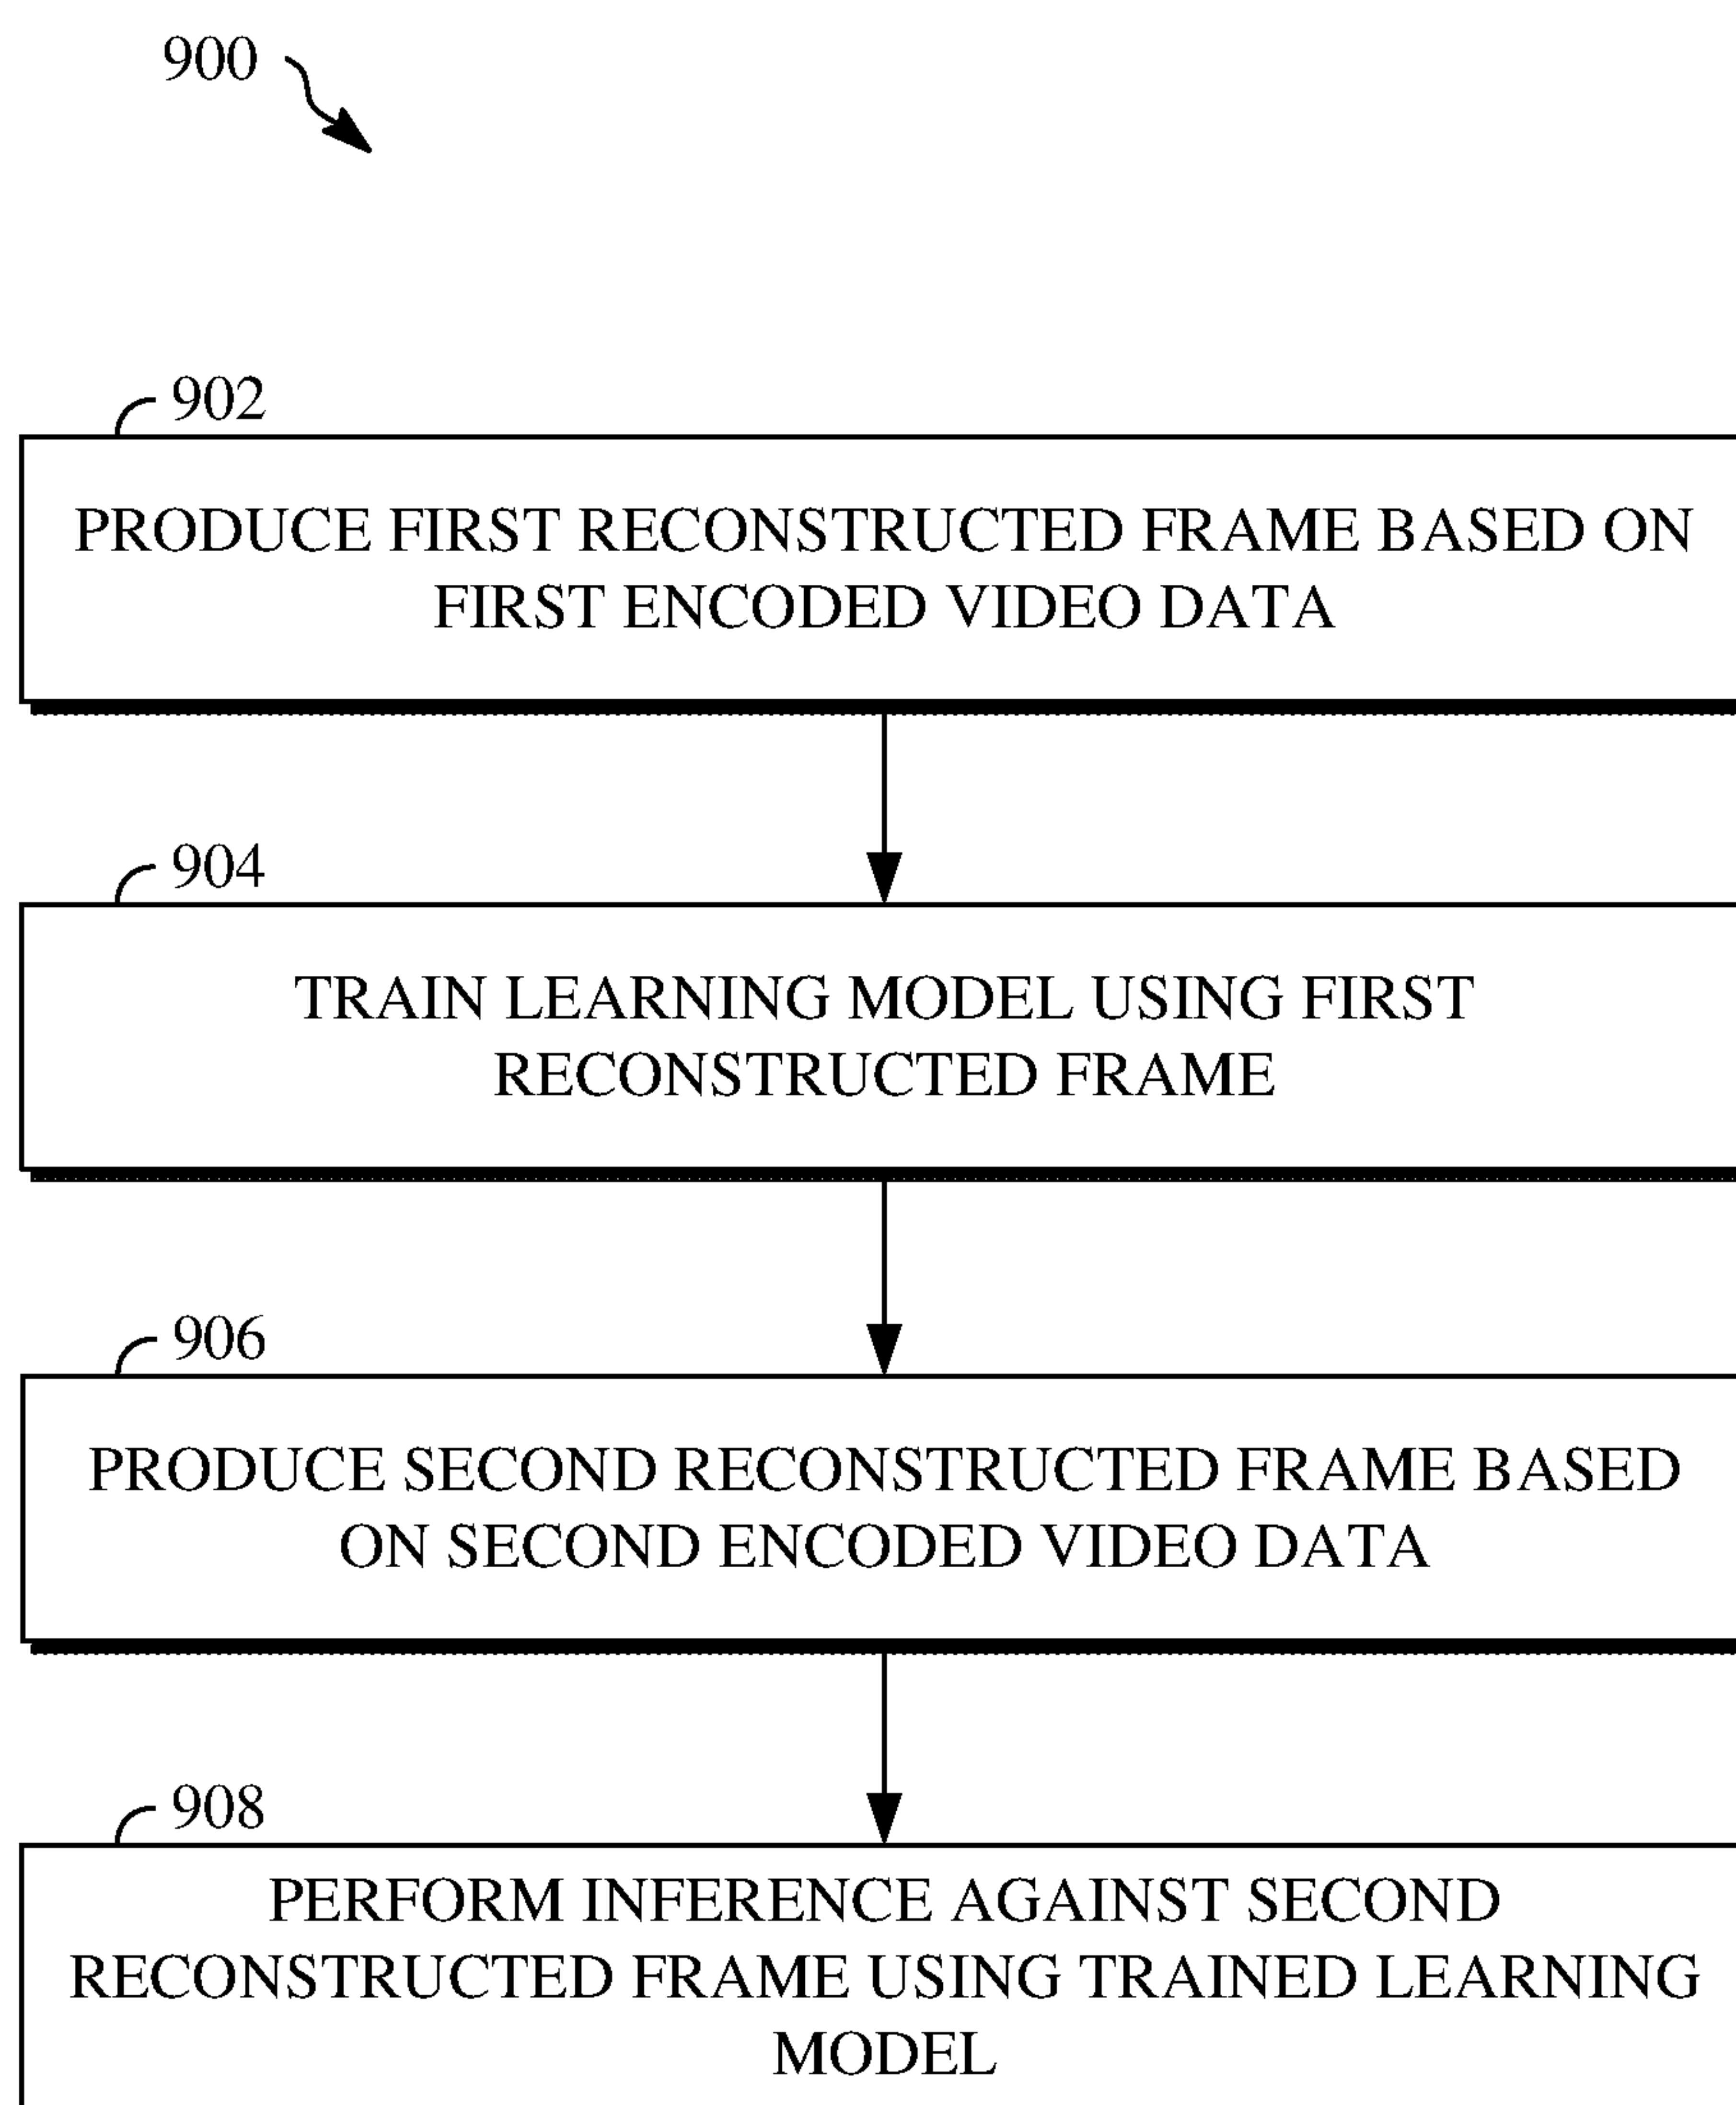 900
902
PRODUCE FIRST RECONSTRUCTED FRAME BASED ON
FIRST ENCODED VIDEO DATA
904
TRAIN LEARNING MODEL USING FIRST
RECONSTRUCTED FRAME
906
PRODUCE SECOND RECONSTRUCTED FRAME BASED
ON SECOND ENCODED VIDEO DATA
908
PERFORM INFERENCE AGAINST SECOND
RECONSTRUCTED FRAME USING TRAINED LEARNING
MODEL